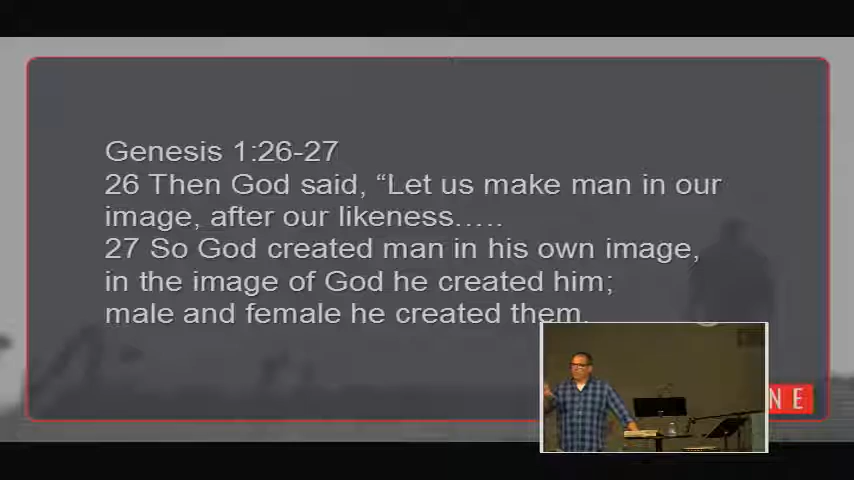 Genesis 1:26-27
26 Then God said, “Let us make man in our
image, after our likeness.....
27 So God created man in his own image,
in the image of God he created him;
male and female he created them.
N E